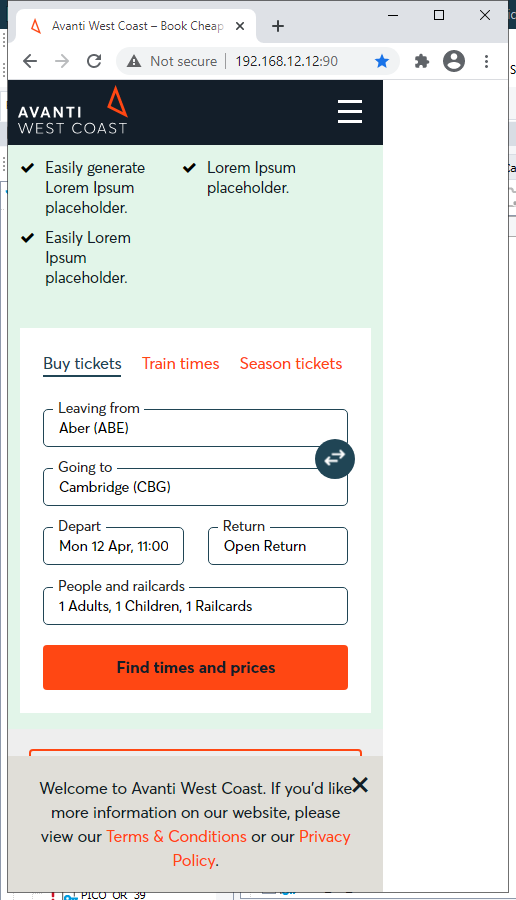 Avanti West Coast – Book Cheap
Not secure | 192.168.12.12:90
AVANTI
WEST COAST
Easily generate
Lorem Ipsum
placeholder.
Lorem Ipsum
placeholder.
Easily Lorem
Ipsum
placeholder.
Buy tickets
Train times
Season tickets
Leaving from
Aber (ABE)
Going to
Cambridge (CBG)
Depart
Mon 12 Apr, 11:00
Return
Open Return
People and railcards
1 Adults, 1 Children, 1 Railcards
Find times and prices
Welcome to Avanti West Coast. If you'd like
more information on our website, please
view our Terms & Conditions or our Privacy
Policy.
PICO_OR_39